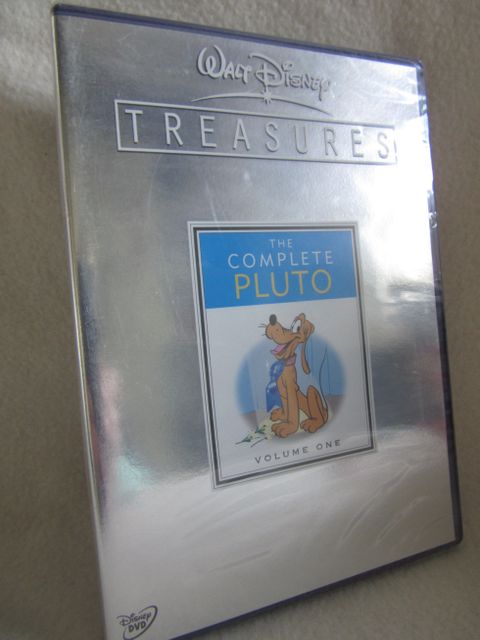 WALT DISNEY
TREASURES
THE
COMPLETE
PLUTO
VOLUME ONE
DISNEY
DVD